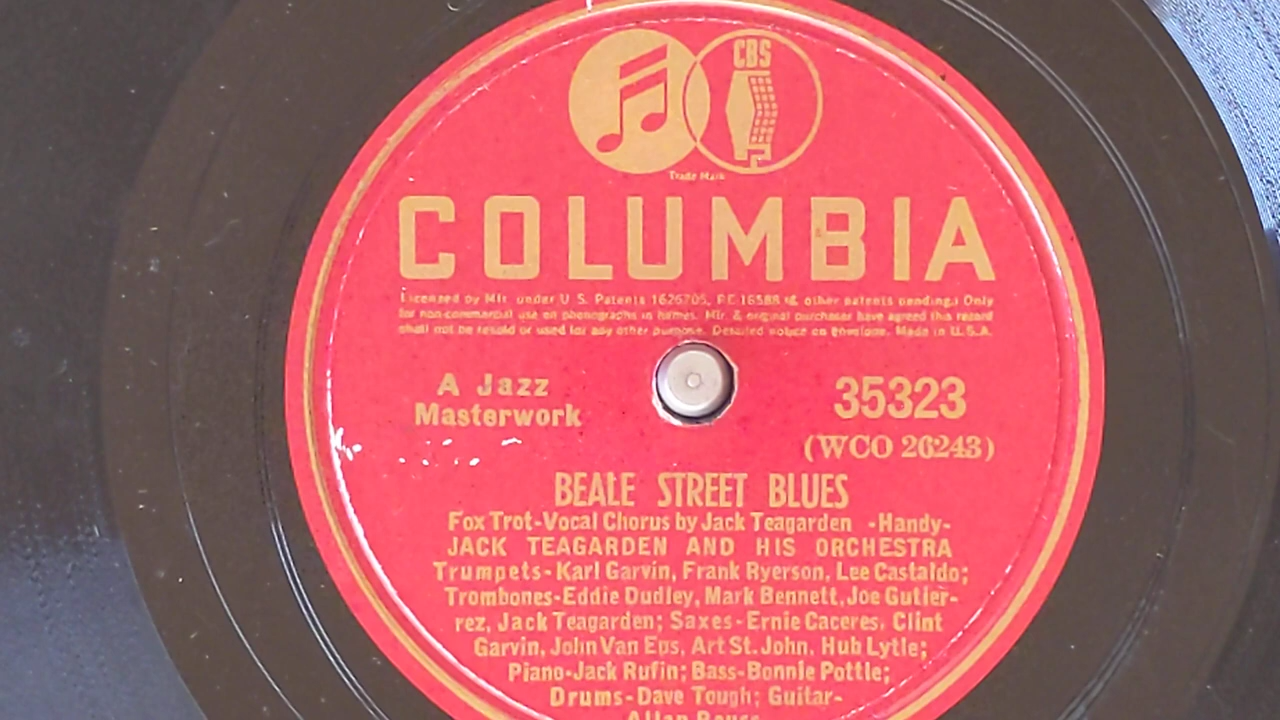 CBS
Trade Mark
COLUMBIA
Licensed by Mfr. under U.S. Patents 1626705, RE 16588 (& other patents pending.) Only
for non-commercial use on phonographs in homes. Mfr. & original purchaser have agreed this record
shall not be resold or used for any other purpose. Detailed notice on envelope. Made in U.S.A.
A Jazz
Masterwork
35323
(WCO 26243)
BEALE STREET BLUES
Fox Trot-Vocal Chorus by Jack Teagarden -Handy-
JACK TEAGARDEN AND HIS ORCHESTRA
Trumpets-Karl Garvin, Frank Ryerson, Lee Castaldo;
Trombones-Eddie Dudley, Mark Bennett, Joe Gutier-
rez, Jack Teagarden; Saxes-Ernie Caceres, Clint
Garvin, John Van Eps, Art St. John, Hub Lytle;
Piano-Jack Rufin; Bass-Bonnie Pottle;
Drums-Dave Tough; Guitar-
Allan Reuss